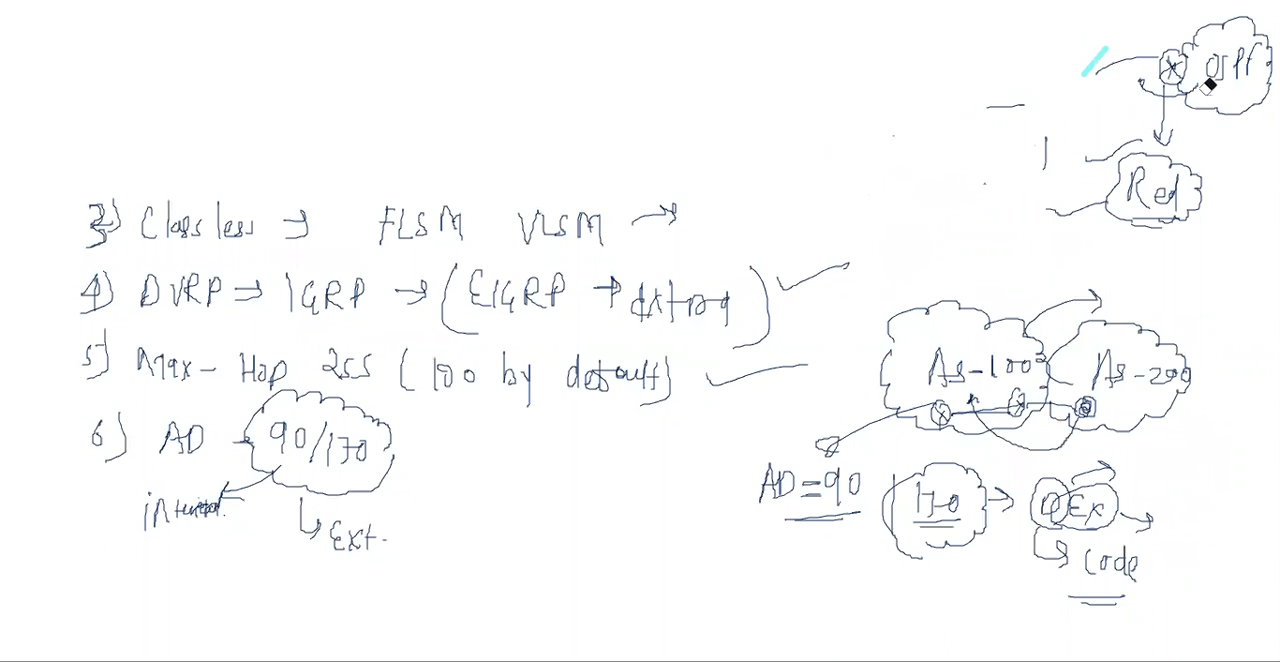 OSPF
Red
3) Classless → FLSM VLSM →
4) DVRP → IGRP → (EIGRP →
5) Max - Hop 255 (100 by default)
6) AD - 90/170
internal.
Ext.
AS-100 AS-200
AD=90 170 → D Ex →
Code